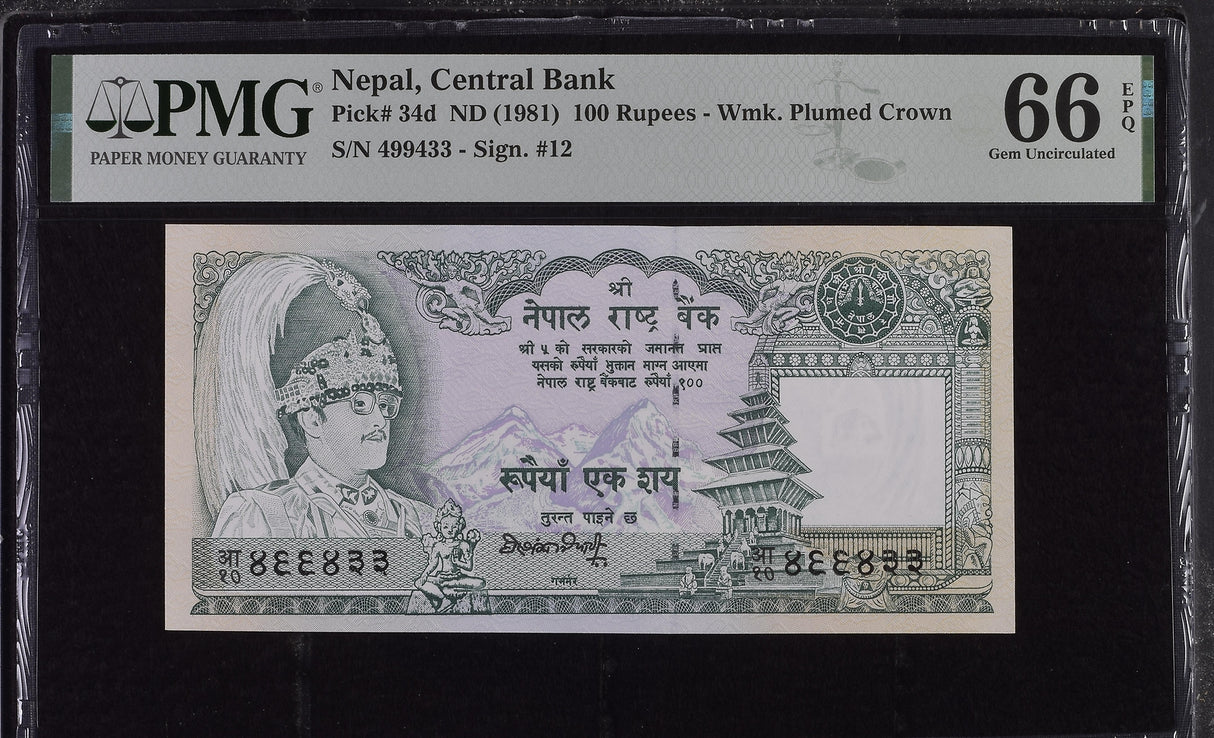 PMG®
PAPER MONEY GUARANTY
Nepal, Central Bank
Pick# 34d ND (1981) 100 Rupees - Wmk. Plumed Crown
S/N 499433 - Sign. #12
66
EPQ
Gem Uncirculated
श्री
नेपाल राष्ट्र बैंक
श्री ५ को सरकारको जमानत प्राप्त
यसको रुपैयाँ भुक्तान माग्न आएमा
नेपाल राष्ट्र बैंकबाट रुपैयाँ १००
रूपैयाँ एक शय
तुरन्त पाइने छ
गभर्नर
आ/१० ४९९४३३
आ/१० ४९९४३३